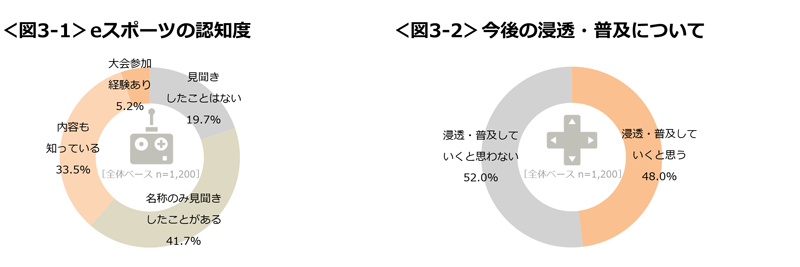 ＜図3-1＞eスポーツの認知度
大会参加
経験あり
5.2%
見聞き
したことはない
19.7%
内容も
知っている
33.5%
［全体ベース n=1,200］
名称のみ見聞き
したことがある
41.7%
＜図3-2＞今後の浸透・普及について
浸透・普及して
いくと思わない
52.0%
浸透・普及して
いくと思う
48.0%
［全体ベース n=1,200］